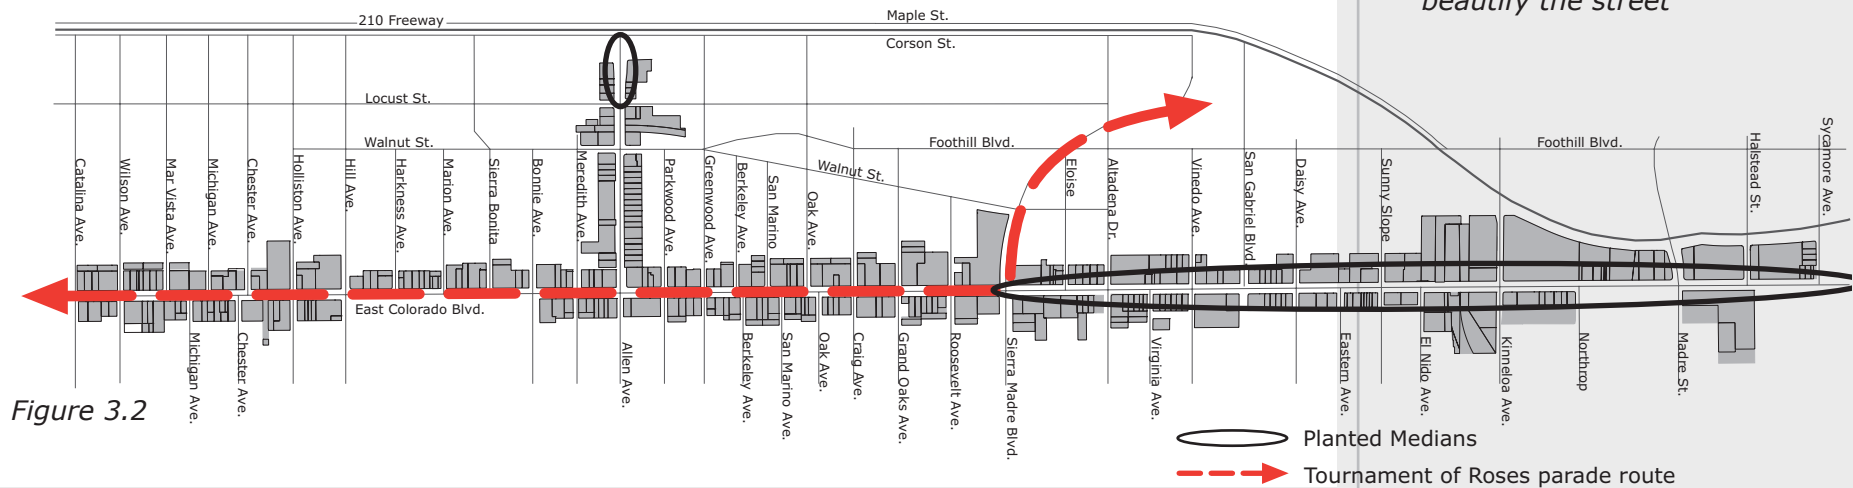 beautify the street
210 Freeway
Maple St.
Corson St.
Locust St.
Walnut St.
Foothill Blvd.
Foothill Blvd.
Walnut St.
Catalina Ave.
Wilson Ave.
Mar Vista Ave.
Michigan Ave.
Chester Ave.
Holliston Ave.
Hill Ave.
Harkness Ave.
Marion Ave.
Sierra Bonita
Bonnie Ave.
Meredith Ave.
Parkwood Ave.
Greenwood Ave.
Berkeley Ave.
San Marino
Oak Ave.
Eloise
Altadena Dr.
Vinedo Ave.
San Gabriel Blvd
Daisy Ave.
Sunny Slope
Halstead St.
Sycamore Ave.
East Colorado Blvd.
Michigan Ave.
Chester Ave.
Allen Ave.
Berkeley Ave.
San Marino Ave.
Oak Ave.
Craig Ave.
Grand Oaks Ave.
Roosevelt Ave.
Sierra Madre Blvd.
Virginia Ave.
Eastern Ave.
El Nido Ave.
Kinneloa Ave.
Northrop
Madre St.
Figure 3.2
Planted Medians
Tournament of Roses parade route